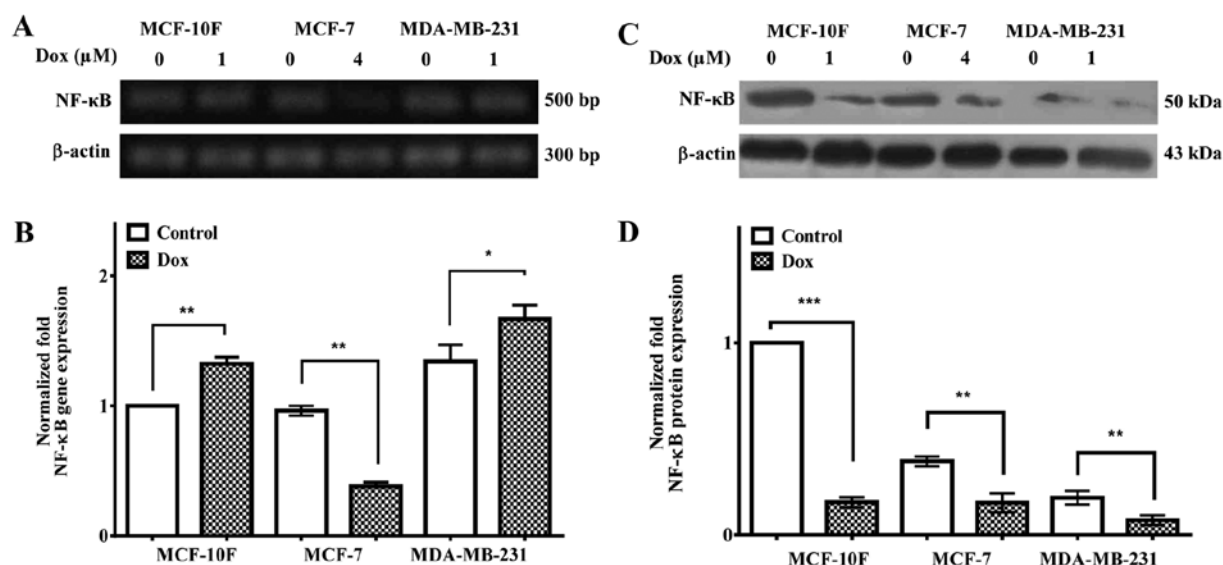 A
MCF-10F MCF-7 MDA-MB-231
Dox (µM) 0 1 0 4 0 1
NF-κB 500 bp
β-actin 300 bp
B
Control
Dox
Normalized fold
NF-κB gene expression
2
1
0
**
**
*
MCF-10F MCF-7 MDA-MB-231
C
MCF-10F MCF-7 MDA-MB-231
Dox (µM) 0 1 0 4 0 1
NF-κB 50 kDa
β-actin 43 kDa
D
Control
Dox
Normalized fold
NF-κB protein expression
1
0
***
**
**
MCF-10F MCF-7 MDA-MB-231